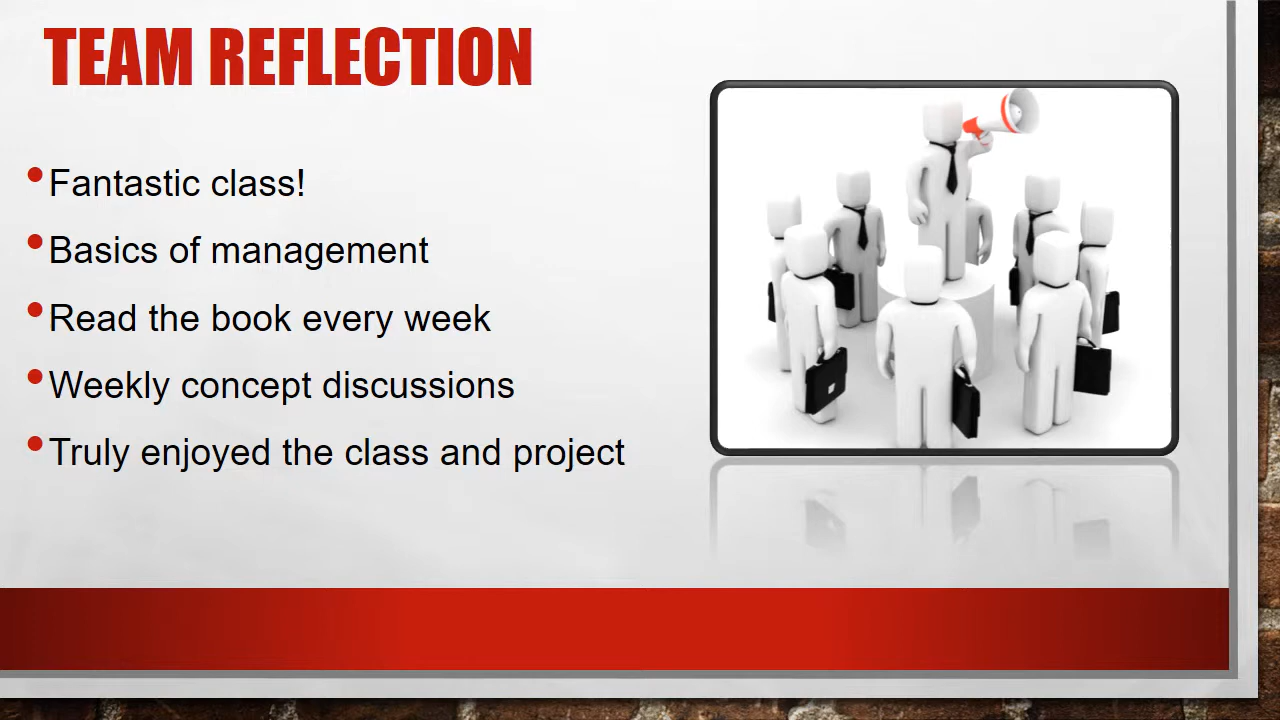 TEAM REFLECTION
• Fantastic class!
• Basics of management
• Read the book every week
• Weekly concept discussions
• Truly enjoyed the class and project